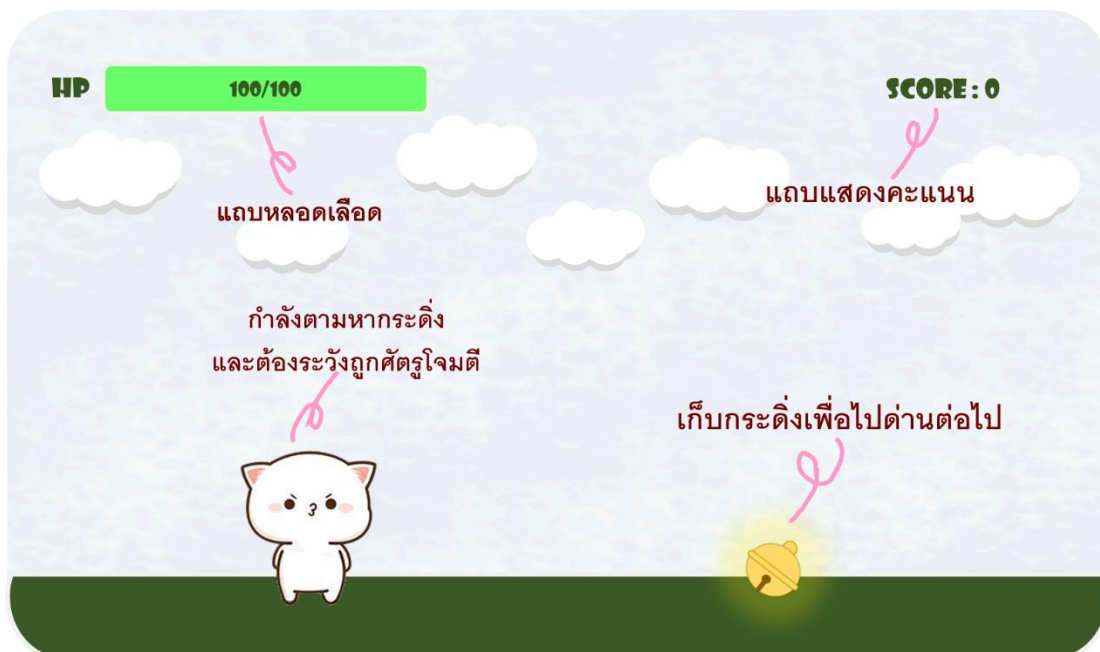 HP 100/100
SCORE : 0
แถบหลอดเลือด
แถบแสดงคะแนน
กำลังตามหากระดิ่ง
และต้องระวังถูกศัตรูโจมตี
เก็บกระดิ่งเพื่อไปด่านต่อไป